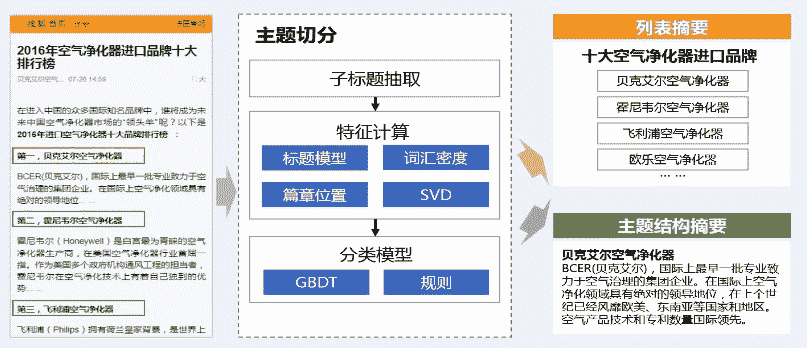 搜狐首页
2016年空气净化器进口品牌十大
排行榜
贝克艾尔空气... 07-26 14:59
大
在进入中国的众多国际知名品牌中，谁将成为未
来中国空气净化器市场的“领头单”呢？以下是
2016年进口空气净化器十大品牌排行榜 ：
第一，贝克艾尔空气净化器
BCER(贝克艾尔)，国际上最早一批专业致力于空
气治理的集团企业。在国际上空气净化领域具有
绝对的领导地位... ...
第二，霍尼韦尔空气净化器
霍尼韦尔（Honeywell）是白宫最为青睐的空气
净化器生产商，在美国空气净化器行业首屈一
指。作为美国多个政府机构通风工程的担当者，
霍尼韦尔在空气净化技术上有着自己独到的优
势... ...
第三，飞利浦空气净化器
飞利浦（Philips）拥有荷兰皇家背景，是世界上
主题切分
子标题抽取
特征计算
标题模型
词汇密度
篇章位置
SVD
分类模型
GBDT
规则
列表摘要
十大空气净化器进口品牌
贝克艾尔空气净化器
霍尼韦尔空气净化器
飞利浦空气净化器
欧乐空气净化器
... ...
主题结构摘要
贝克艾尔空气净化器
BCER(贝克艾尔)，国际上最早一批专业致
力于空气治理的集团企业。在国际上空气
净化领域具有绝对的领导地位，在上个世
纪已经风靡欧美、东南亚等国家和地区。
空气产品技术和专利数量国际领先。